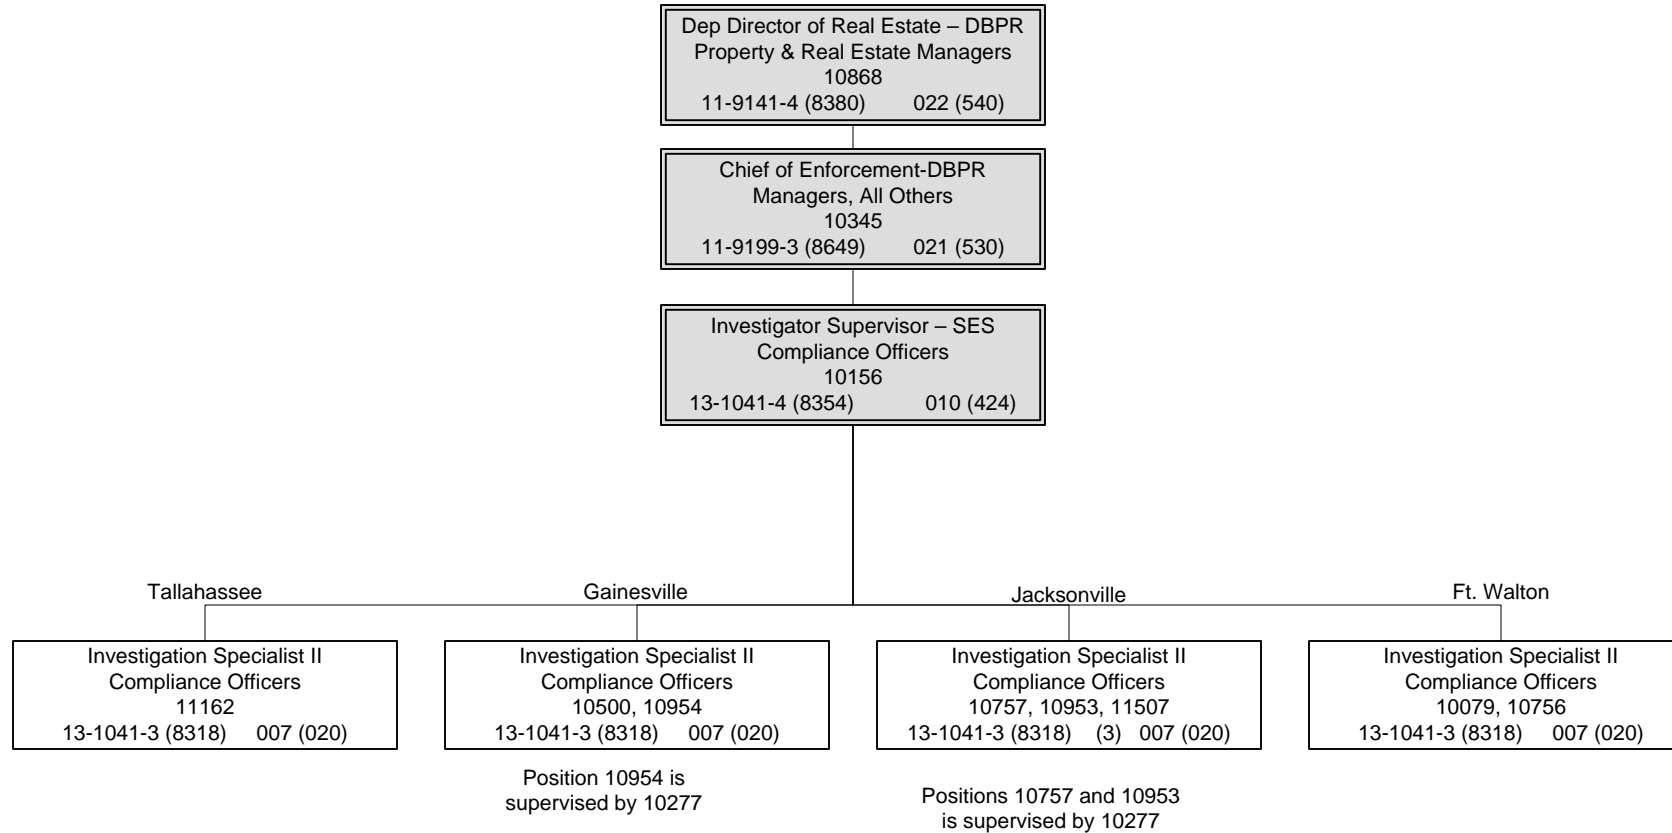 Dep Director of Real Estate – DBPR
Property & Real Estate Managers
10868
11-9141-4 (8380) 022 (540)
Chief of Enforcement-DBPR
Managers, All Others
10345
11-9199-3 (8649) 021 (530)
Investigator Supervisor – SES
Compliance Officers
10156
13-1041-4 (8354) 010 (424)
Tallahassee
Investigation Specialist II
Compliance Officers
11162
13-1041-3 (8318) 007 (020)
Gainesville
Investigation Specialist II
Compliance Officers
10500, 10954
13-1041-3 (8318) 007 (020)
Position 10954 is
supervised by 10277
Jacksonville
Investigation Specialist II
Compliance Officers
10757, 10953, 11507
13-1041-3 (8318) (3) 007 (020)
Positions 10757 and 10953
is supervised by 10277
Ft. Walton
Investigation Specialist II
Compliance Officers
10079, 10756
13-1041-3 (8318) 007 (020)